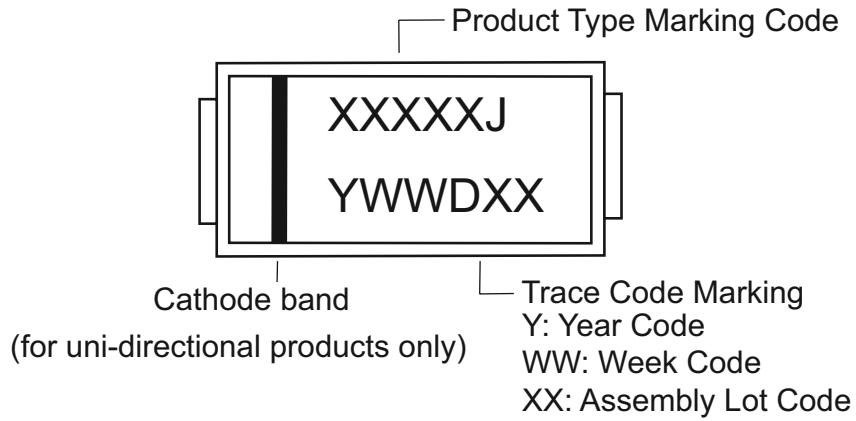 Product Type Marking Code
XXXXXJ
YWWDXX
Cathode band
(for uni-directional products only)
Trace Code Marking
Y: Year Code
WW: Week Code
XX: Assembly Lot Code